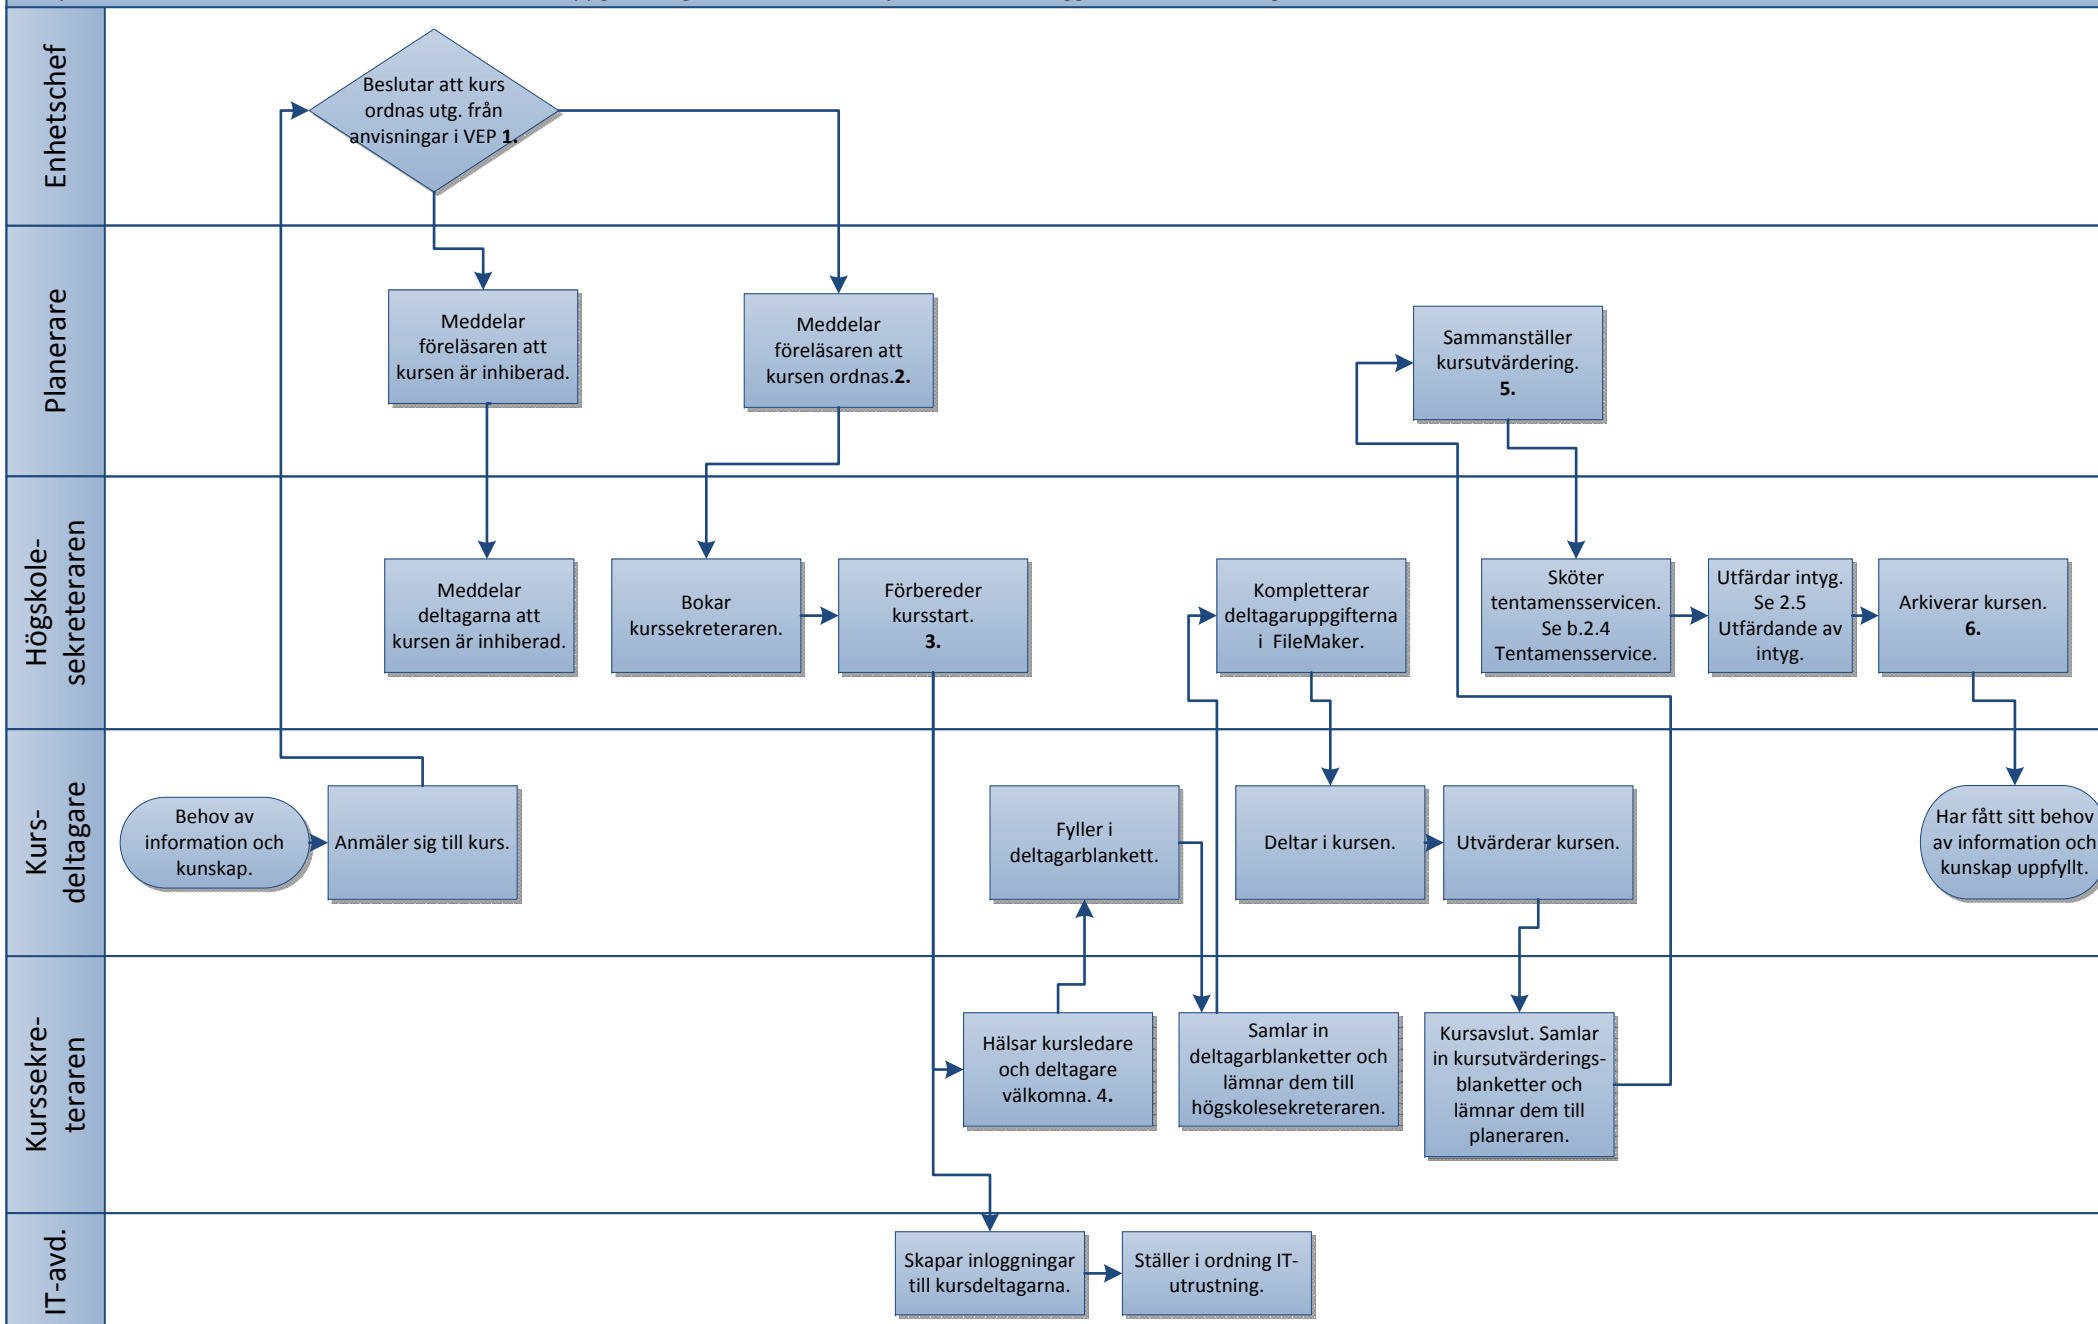 Enhetschef
Beslutar att kurs
ordnas utg. från
anvisningar i VEP 1.
Planerare
Meddelar
föreläsaren att
kursen är inhiberad.
Meddelar
föreläsaren att
kursen ordnas.2.
Sammanställer
kursutvärdering.
5.
Högskole-
sekreteraren
Meddelar
deltagarna att
kursen är inhiberad.
Bokar
kurssekreteraren.
Förbereder
kursstart.
3.
Kompletterar
deltagaruppgifterna
i FileMaker.
Sköter
tentamensservicen.
Se b.2.4
Tentamensservice.
Utfärdar intyg.
Se 2.5
Utfärdande av
intyg.
Arkiverar kursen.
6.
Kurs-
deltagare
Behov av
information och
kunskap.
Anmäler sig till kurs.
Fyller i
deltagarblankett.
Deltar i kursen.
Utvärderar kursen.
Har fått sitt behov
av information och
kunskap uppfyllt.
Kurssekre-
teraren
Hälsar kursledare
och deltagare
välkomna. 4.
Samlar in
deltagarblanketter och
lämnar dem till
högskolesekreteraren.
Kursavslut. Samlar
in kursutvärderings-
blanketter och
lämnar dem till
planeraren.
IT-avd.
Skapar inloggningar
till kursdeltagarna.
Ställer i ordning IT-
utrustning.